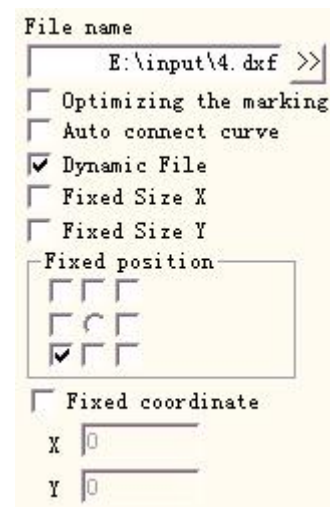 File name
E:\input\4.dxf >>
Optimizing the marking
Auto connect curve
Dynamic File
Fixed Size X
Fixed Size Y
Fixed position
Fixed coordinate
X 0
Y 0